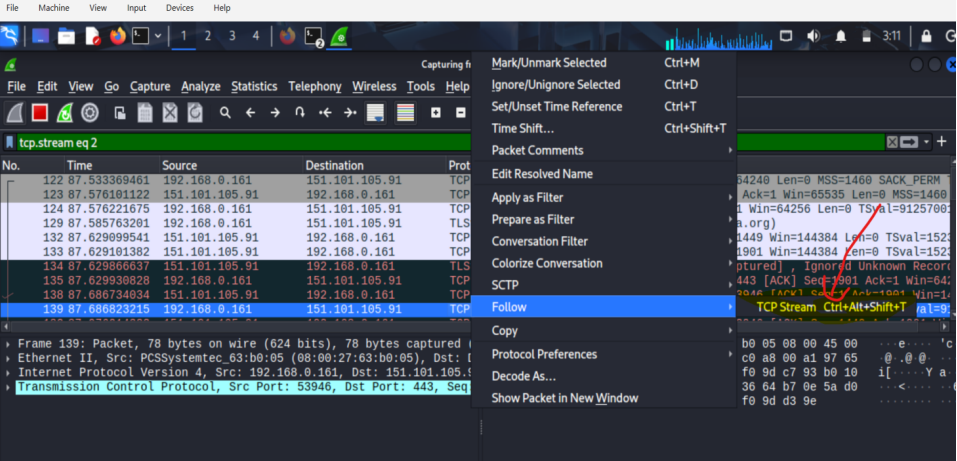 File Machine View Input Devices Help
1 2 3 4
2
3:11
Capturing fr
File Edit View Go Capture Analyze Statistics Telephony Wireless Tools Help
tcp.stream eq 2
No. Time Source Destination Prot
122 87.533369461 192.168.0.161 151.101.105.91 TCP
123 87.576101122 151.101.105.91 192.168.0.161 TCP
124 87.576221675 192.168.0.161 151.101.105.91 TCP
129 87.585763201 192.168.0.161 151.101.105.91 TLS
132 87.629099541 151.101.105.91 192.168.0.161 TCP
133 87.629101382 151.101.105.91 192.168.0.161 TCP
134 87.629866637 151.101.105.91 192.168.0.161 TLS
135 87.629930828 192.168.0.161 151.101.105.91 TCP
138 87.686734034 151.101.105.91 192.168.0.161 TCP
139 87.686823215 192.168.0.161 151.101.105.91 TCP
Mark/Unmark Selected Ctrl+M
Ignore/Unignore Selected Ctrl+D
Set/Unset Time Reference Ctrl+T
Time Shift... Ctrl+Shift+T
Packet Comments
Edit Resolved Name
Apply as Filter
Prepare as Filter
Conversation Filter
Colorize Conversation
SCTP
Follow
Copy
Protocol Preferences
Decode As...
Show Packet in New Window
TCP Stream Ctrl+Alt+Shift+T
64240 Len=0 MSS=1460 SACK_PERM T
Ack=1 Win=65535 Len=0 MSS=1460
1 Win=64256 Len=0 TSval=91257001
a.org)
1449 Win=144384 Len=0 TSval=1523
1901 Win=144384 Len=0 TSval=1523
ptured] , Ignored Unknown Record
443 [ACK] Seq=1901 Ack=1 Win=642
53946 [ACK] Seq=1 Ack=1901 Win=14
Frame 139: Packet, 78 bytes on wire (624 bits), 78 bytes captured (
Ethernet II, Src: PCSSystemtec_63:b0:05 (08:00:27:63:b0:05), Dst: D
Internet Protocol Version 4, Src: 192.168.0.161, Dst: 151.101.105.9
Transmission Control Protocol, Src Port: 53946, Dst Port: 443, Seq:
b0 05 08 00 45 00
c0 a8 00 a1 97 65
f0 9d c7 93 b0 10
36 64 b7 0e 5a d0
f0 9d d3 9e